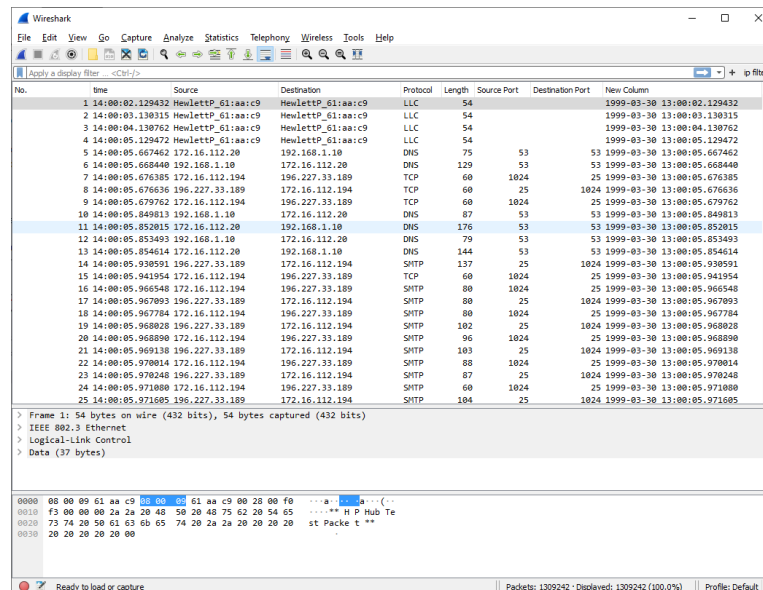 Wireshark
File Edit View Go Capture Analyze Statistics Telephony Wireless Tools Help
Apply a display filter ... <Ctrl-/> + ip filte
No. time Source Destination Protocol Length Source Port Destination Port New Column
1 14:00:02.129432 HewlettP_61:aa:c9 HewlettP_61:aa:c9 LLC 54 1999-03-30 13:00:02.129432
2 14:00:03.130315 HewlettP_61:aa:c9 HewlettP_61:aa:c9 LLC 54 1999-03-30 13:00:03.130315
3 14:00:04.130762 HewlettP_61:aa:c9 HewlettP_61:aa:c9 LLC 54 1999-03-30 13:00:04.130762
4 14:00:05.129472 HewlettP_61:aa:c9 HewlettP_61:aa:c9 LLC 54 1999-03-30 13:00:05.129472
5 14:00:05.667462 172.16.112.20 192.168.1.10 DNS 75 53 53 1999-03-30 13:00:05.667462
6 14:00:05.668440 192.168.1.10 172.16.112.20 DNS 129 53 53 1999-03-30 13:00:05.668440
7 14:00:05.676385 172.16.112.194 196.227.33.189 TCP 60 1024 25 1999-03-30 13:00:05.676385
8 14:00:05.676636 196.227.33.189 172.16.112.194 TCP 60 25 1024 1999-03-30 13:00:05.676636
9 14:00:05.679762 172.16.112.194 196.227.33.189 TCP 60 1024 25 1999-03-30 13:00:05.679762
10 14:00:05.849813 192.168.1.10 172.16.112.20 DNS 87 53 53 1999-03-30 13:00:05.849813
11 14:00:05.852015 172.16.112.20 192.168.1.10 DNS 176 53 53 1999-03-30 13:00:05.852015
12 14:00:05.853493 192.168.1.10 172.16.112.20 DNS 79 53 53 1999-03-30 13:00:05.853493
13 14:00:05.854614 172.16.112.20 192.168.1.10 DNS 144 53 53 1999-03-30 13:00:05.854614
14 14:00:05.930591 196.227.33.189 172.16.112.194 SMTP 137 25 1024 1999-03-30 13:00:05.930591
15 14:00:05.941954 172.16.112.194 196.227.33.189 TCP 60 1024 25 1999-03-30 13:00:05.941954
16 14:00:05.966548 172.16.112.194 196.227.33.189 SMTP 80 1024 25 1999-03-30 13:00:05.966548
17 14:00:05.967093 196.227.33.189 172.16.112.194 SMTP 80 25 1024 1999-03-30 13:00:05.967093
18 14:00:05.967784 172.16.112.194 196.227.33.189 SMTP 80 1024 25 1999-03-30 13:00:05.967784
19 14:00:05.968028 196.227.33.189 172.16.112.194 SMTP 102 25 1024 1999-03-30 13:00:05.968028
20 14:00:05.968890 172.16.112.194 196.227.33.189 SMTP 96 1024 25 1999-03-30 13:00:05.968890
21 14:00:05.969138 196.227.33.189 172.16.112.194 SMTP 103 25 1024 1999-03-30 13:00:05.969138
22 14:00:05.970014 172.16.112.194 196.227.33.189 SMTP 88 1024 25 1999-03-30 13:00:05.970014
23 14:00:05.970248 196.227.33.189 172.16.112.194 SMTP 87 25 1024 1999-03-30 13:00:05.970248
24 14:00:05.971080 172.16.112.194 196.227.33.189 SMTP 60 1024 25 1999-03-30 13:00:05.971080
25 14:00:05.971605 196.227.33.189 172.16.112.194 SMTP 104 25 1024 1999-03-30 13:00:05.971605
> Frame 1: 54 bytes on wire (432 bits), 54 bytes captured (432 bits)
> IEEE 802.3 Ethernet
> Logical-Link Control
> Data (37 bytes)
0000 08 00 09 61 aa c9 08 00 09 61 aa c9 00 28 00 f0 ···a·· ···a···(··
0010 f3 00 00 00 2a 2a 20 48 50 20 48 75 62 20 54 65 ····** H P Hub Te
0020 73 74 20 50 61 63 6b 65 74 20 2a 2a 20 20 20 20 st Packe t **
0030 20 20 20 20 20 00 ·
Ready to load or capture Packets: 1309242 · Displayed: 1309242 (100.0%) Profile: Default